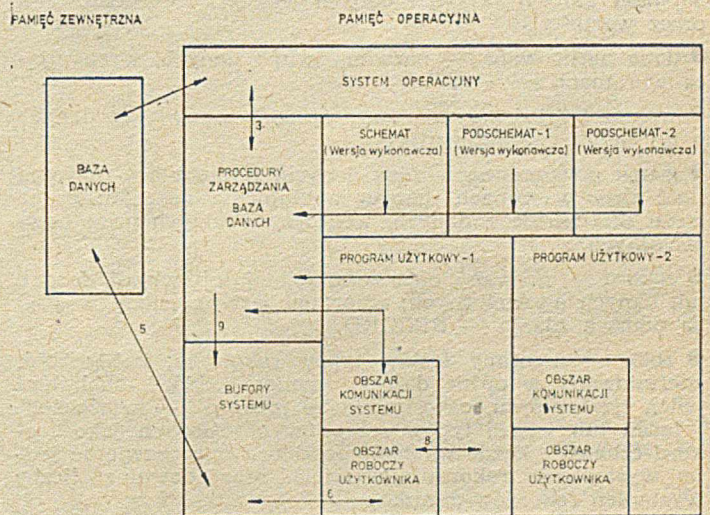 PAMIĘĆ ZEWNĘTRZNA
PAMIĘĆ OPERACYJNA
SYSTEM OPERACYJNY
3
BAZA
DANYCH
PROCEDURY
ZARZĄDZANIA
BAZA
DANYCH
SCHEMAT
(Wersja wykonawcza)
PODSCHEMAT-1
(Wersja wykonawcza)
PODSCHEMAT-2
(Wersja wykonawcza)
PROGRAM UŻYTKOWY-1
PROGRAM UŻYTKOWY-2
5
9
BUFORY
SYSTEMU
OBSZAR
KOMUNIKACJI
SYSTEMU
OBSZAR
KOMUNIKACJI
SYSTEMU
8
OBSZAR
ROBOCZY
UŻYTKOWNIKA
OBSZAR
ROBOCZY
UŻYTKOWNIKA
6